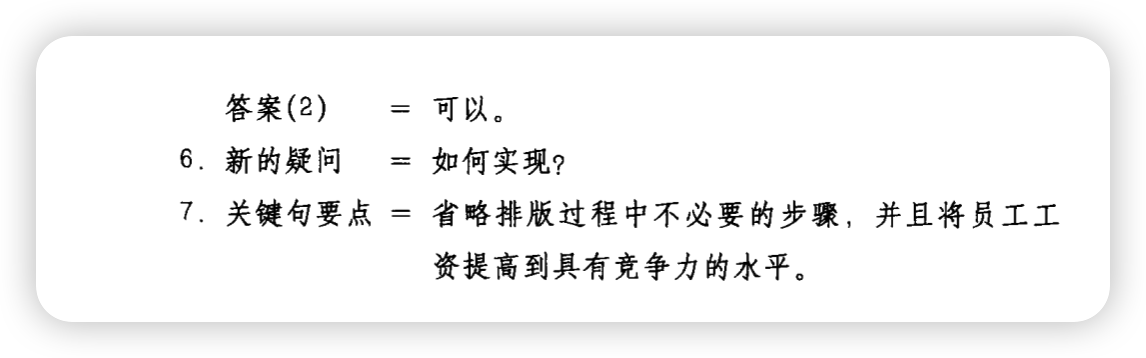 答案(2) = 可以。
6. 新的疑问 = 如何实现?
7. 关键句要点 = 省略排版过程中不必要的步骤，并且将员工工
资提高到具有竞争力的水平。